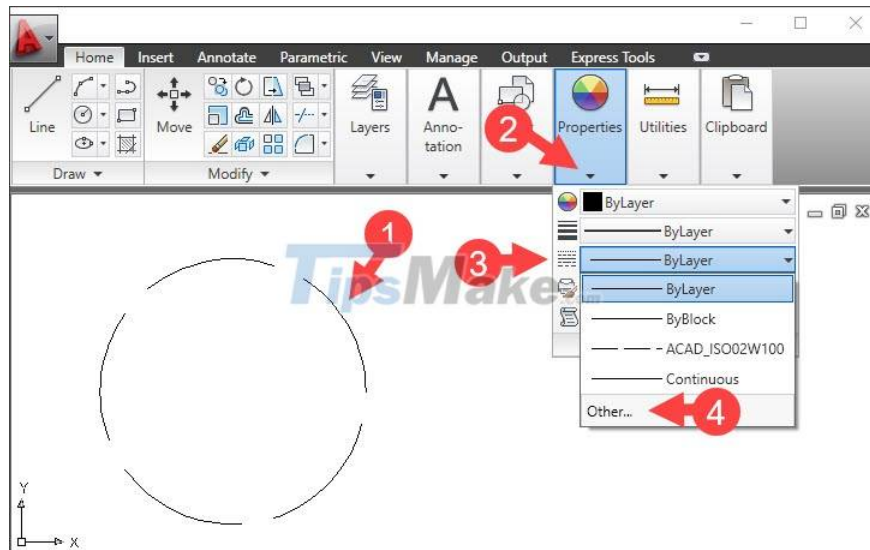 Home Insert Annotate Parametric View Manage Output Express Tools
Line
Move
Layers
Anno-
tation
2
Properties
Utilities
Clipboard
Draw
Modify
ByLayer
1
ByLayer
3
ByLayer
TipsMake.com
ByLayer
ByBlock
ACAD_ISO02W100
Continuous
Other...
4
Y
X